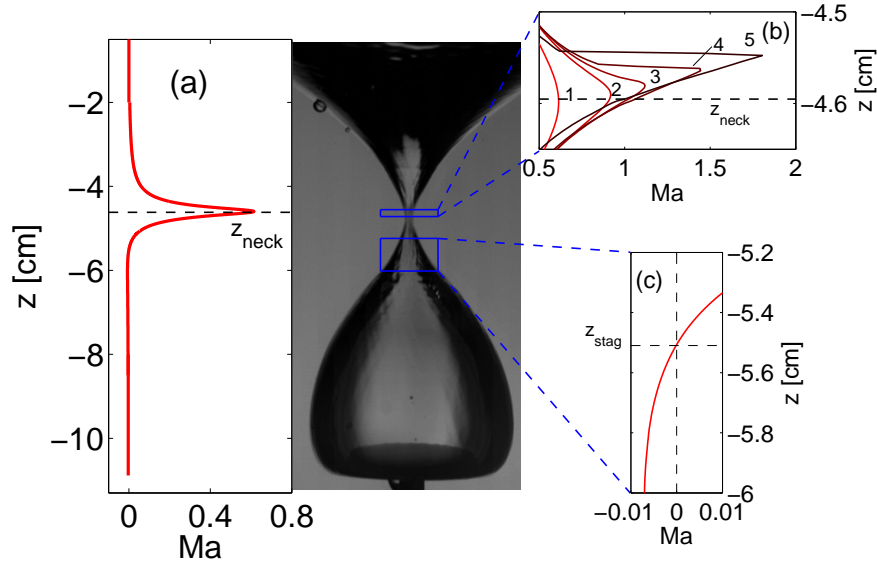 (a)
z [cm]
−2
−4
−6
−8
−10
z_neck
0
0.4
0.8
Ma
(b)
1
2
3
4
5
z_neck
−4.5
−4.6
z [cm]
0.5
1
1.5
2
Ma
(c)
z_stag
−5.2
−5.4
−5.6
−5.8
−6
z [cm]
−0.01
0
0.01
Ma